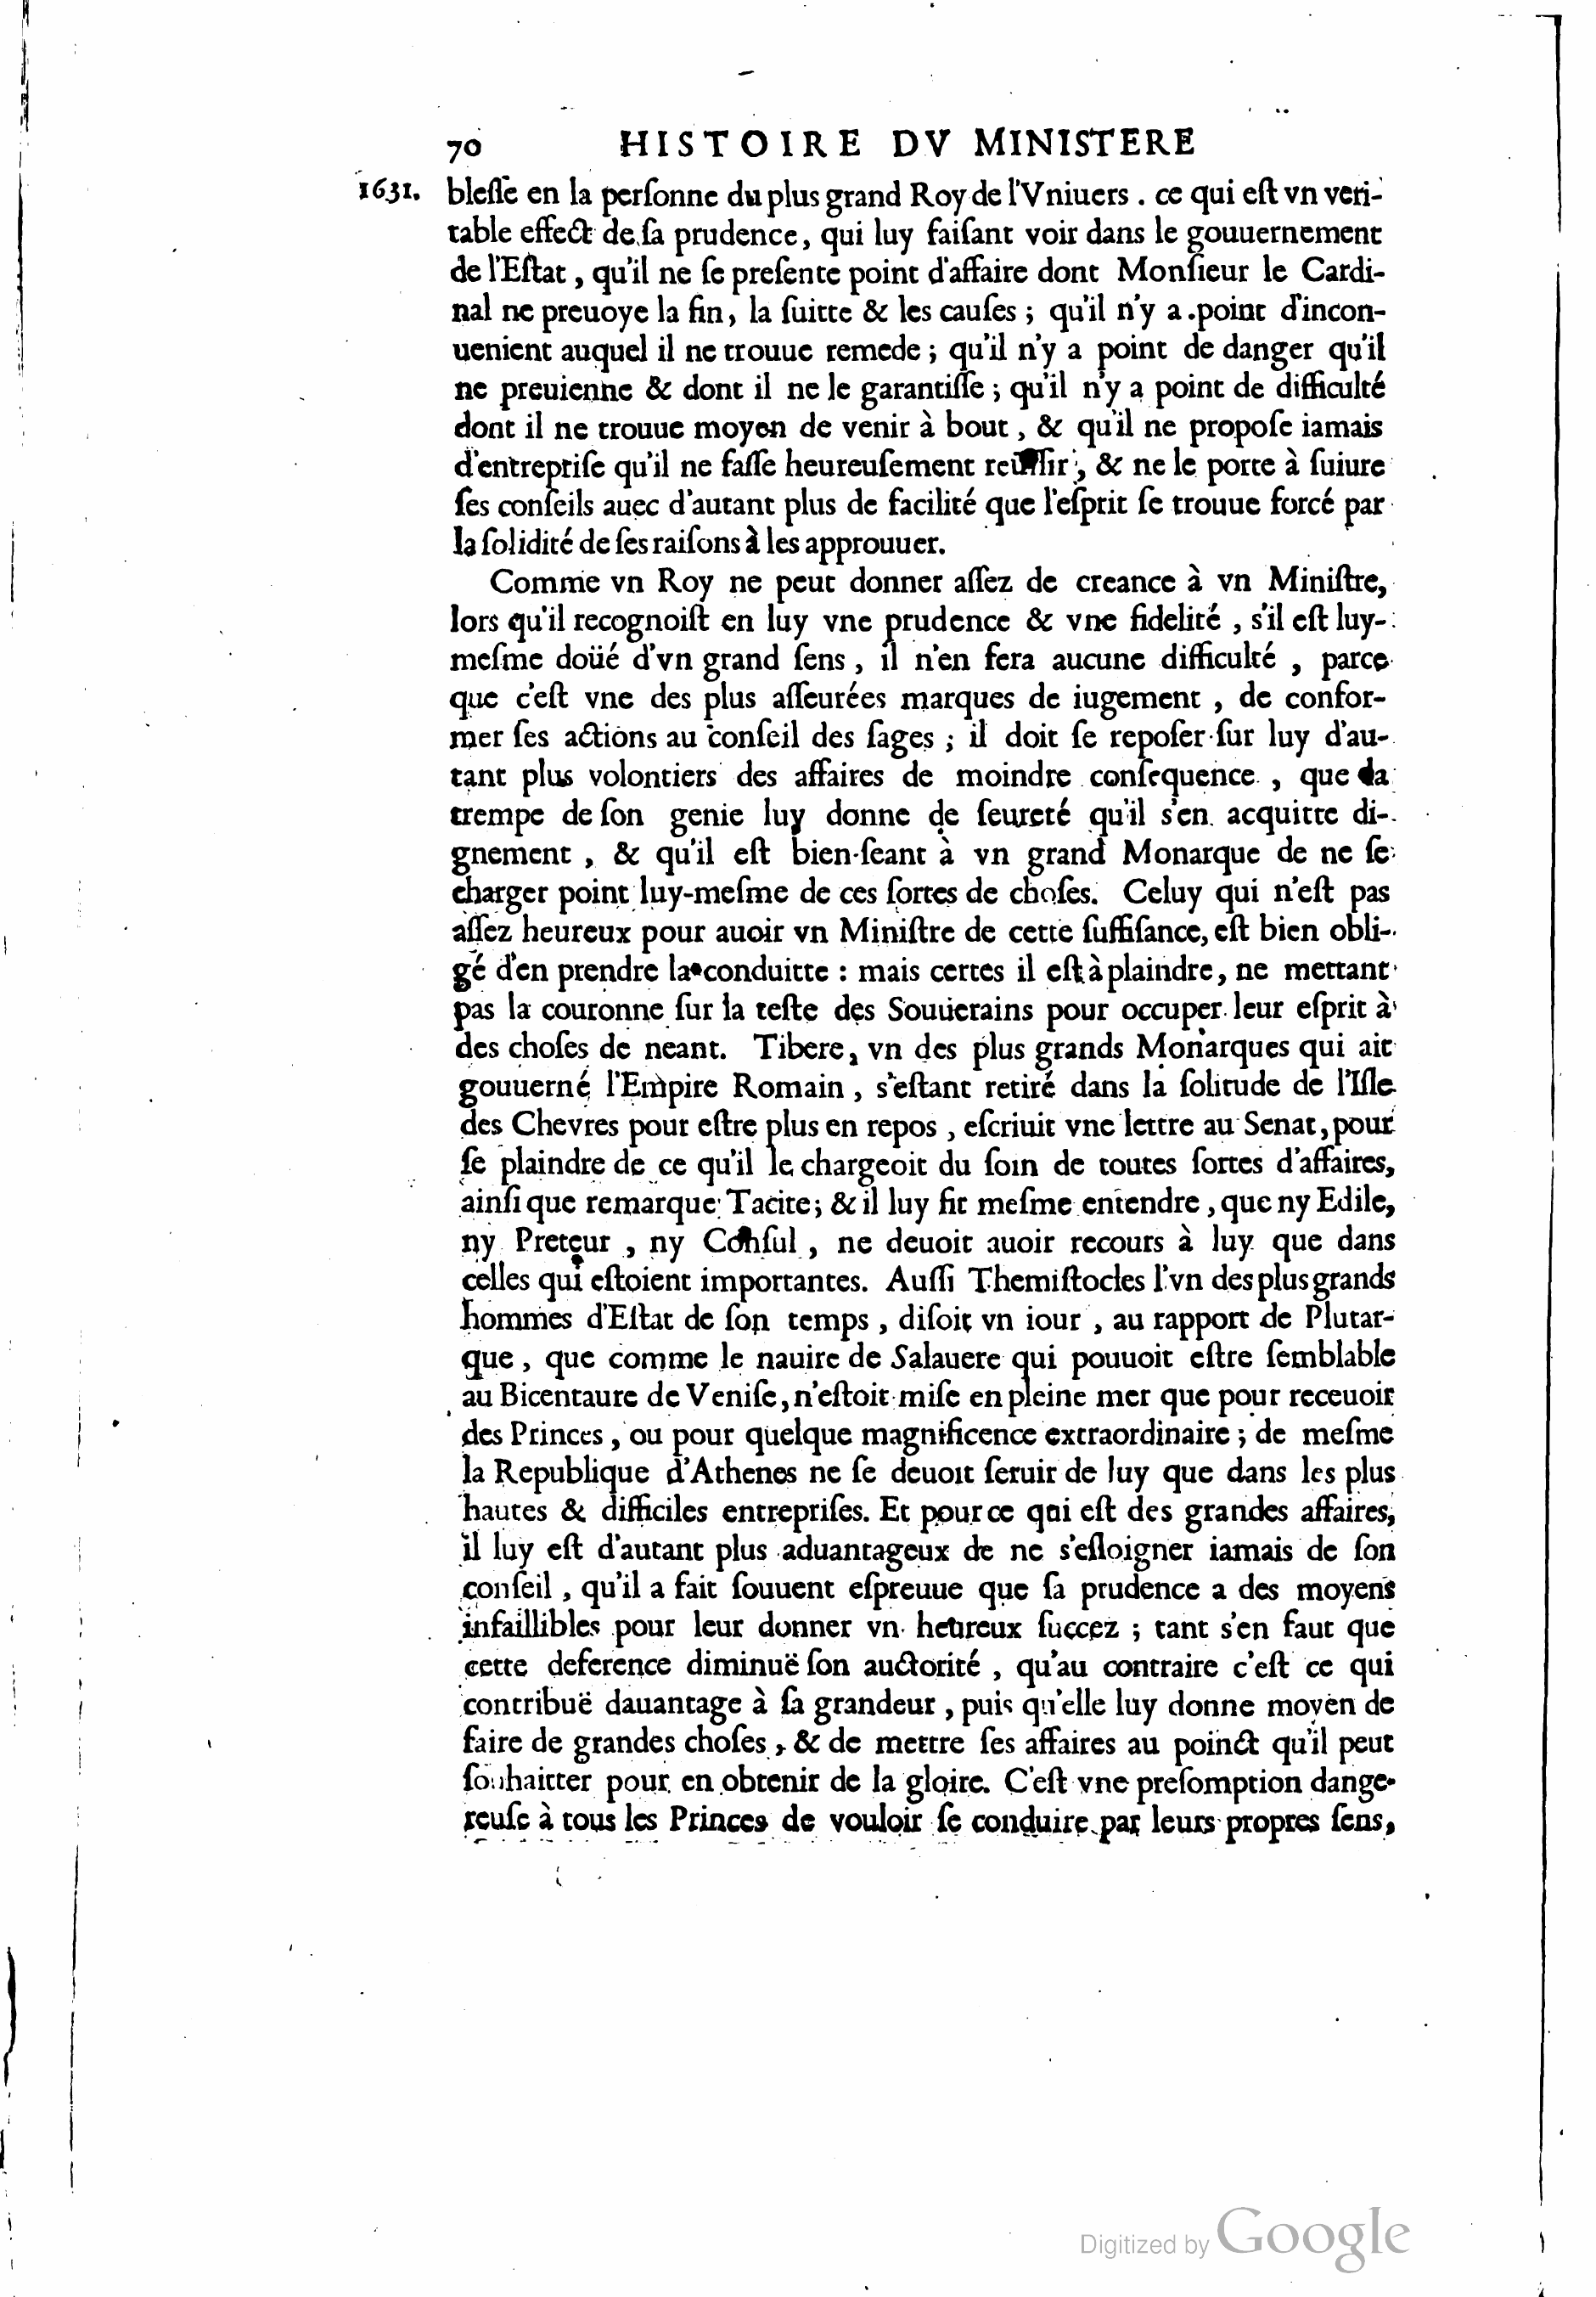 70 HISTOIRE DV MINISTERE
1631. blesse en la perſonne du plus grand Roy de l'Vniuers . ce qui eſt vn veri-
table effect de ſa prudence, qui luy faiſant voir dans le gouuernement
de l'Eſtat , qu'il ne ſe preſente point d'affaire dont Monſieur le Cardi-
nal ne preuoye la fin, la ſuitte & les cauſes ; qu'il n'y a point d'incon-
uenient auquel il ne trouue remede ; qu'il n'y a point de danger qu'il
ne preuienne & dont il ne le garantiſſe ; qu'il n'y a point de difficulté
dont il ne trouue moyen de venir à bout , & qu'il ne propoſe iamais
d'entrepriſe qu'il ne faſſe heureuſement reüſſir , & ne le porte à ſuiure
ſes conſeils auec d'autant plus de facilité que l'eſprit ſe trouue forcé par
la ſolidité de ſes raiſons à les approuuer.
Comme vn Roy ne peut donner aſſez de creance à vn Miniſtre,
lors qu'il recognoiſt en luy vne prudence & vne fidelité , s'il eſt luy-
meſme doüé d'vn grand ſens , il n'en fera aucune difficulté , parce
que c'eſt vne des plus aſſeurées marques de iugement , de confor-
mer ſes actions au conſeil des ſages ; il doit ſe repoſer ſur luy d'au-
tant plus volontiers des affaires de moindre conſequence , que la
trempe de ſon genie luy donne de ſeureté qu'il s'en acquitte di-
gnement , & qu'il eſt bien-ſeant à vn grand Monarque de ne ſe
charger point luy-meſme de ces ſortes de choſes. Celuy qui n'eſt pas
aſſez heureux pour auoir vn Miniſtre de cette ſuffiſance, eſt bien obli-
gé d'en prendre la conduitte : mais certes il eſt à plaindre, ne mettant
pas la couronne ſur la teſte des Souuerains pour occuper leur eſprit à
des choſes de neant. Tibere, vn des plus grands Monarques qui ait
gouuerné l'Empire Romain , s'eſtant retiré dans la ſolitude de l'Iſle
des Chevres pour eſtre plus en repos , eſcriuit vne lettre au Senat, pour
ſe plaindre de ce qu'il le chargeoit du ſoin de toutes ſortes d'affaires,
ainſi que remarque Tacite ; & il luy fit meſme entendre , que ny Edile,
ny Preteur , ny Conſul , ne deuoit auoir recours à luy que dans
celles qui eſtoient importantes. Auſſi Themiſtocles l'vn des plus grands
hommes d'Eſtat de ſon temps , diſoit vn iour , au rapport de Plutar-
que , que comme le nauire de Salauere qui pouuoit eſtre ſemblable
au Bicentaure de Veniſe, n'eſtoit miſe en pleine mer que pour receuoir
des Princes , ou pour quelque magnificence extraordinaire ; de meſme
la Republique d'Athenes ne ſe deuoit ſeruir de luy que dans les plus
hautes & difficiles entrepriſes. Et pour ce qui eſt des grandes affaires,
il luy eſt d'autant plus aduantageux de ne s'eſloigner iamais de ſon
conſeil , qu'il a fait ſouuent eſpreuue que ſa prudence a des moyens
infaillibles pour leur donner vn heureux ſuccez ; tant s'en faut que
cette deference diminuë ſon auctorité , qu'au contraire c'eſt ce qui
contribuë dauantage à ſa grandeur , puis qu'elle luy donne moyen de
faire de grandes choſes , & de mettre ſes affaires au poinct qu'il peut
ſouhaitter pour en obtenir de la gloire. C'eſt vne preſomption dange-
reuſe à tous les Princes de vouloir ſe conduire par leurs propres ſens,
Digitized by Google